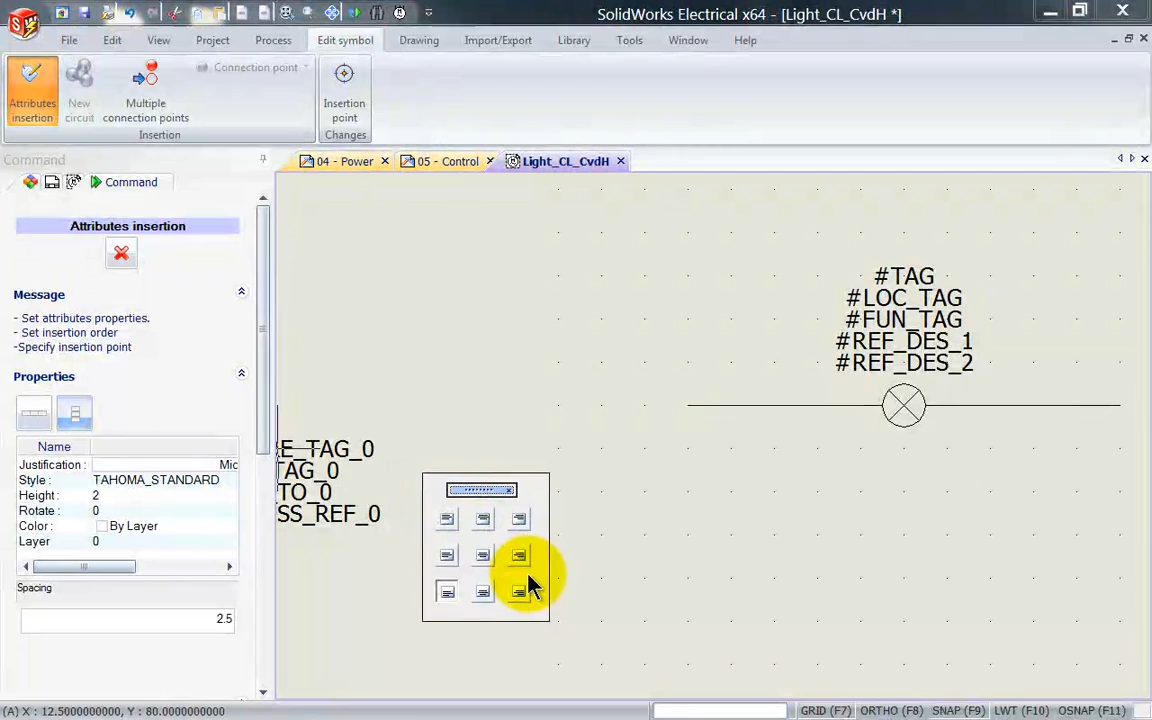 SolidWorks Electrical x64 - [Light_CL_CvdH *]
File Edit View Project Process Edit symbol Drawing Import/Export Library Tools Window Help
Attributes insertion
New circuit
Multiple connection points
Connection point
Insertion point
Insertion
Changes
Command
04 - Power
05 - Control
Light_CL_CvdH
Command
Attributes insertion
Message
- Set attributes properties.
- Set insertion order
-Specify insertion point
Properties
Name
Justification : Mic
Style : TAHOMA_STANDARD
Height : 2
Rotate : 0
Color : By Layer
Layer 0
Spacing
2.5
E_TAG_0
TAG_0
TO_0
SS_REF_0
#TAG
#LOC_TAG
#FUN_TAG
#REF_DES_1
#REF_DES_2
(A) X : 12.5000000000, Y : 80.0000000000
GRID (F7) ORTHO (F8) SNAP (F9) LWT (F10) OSNAP (F11)